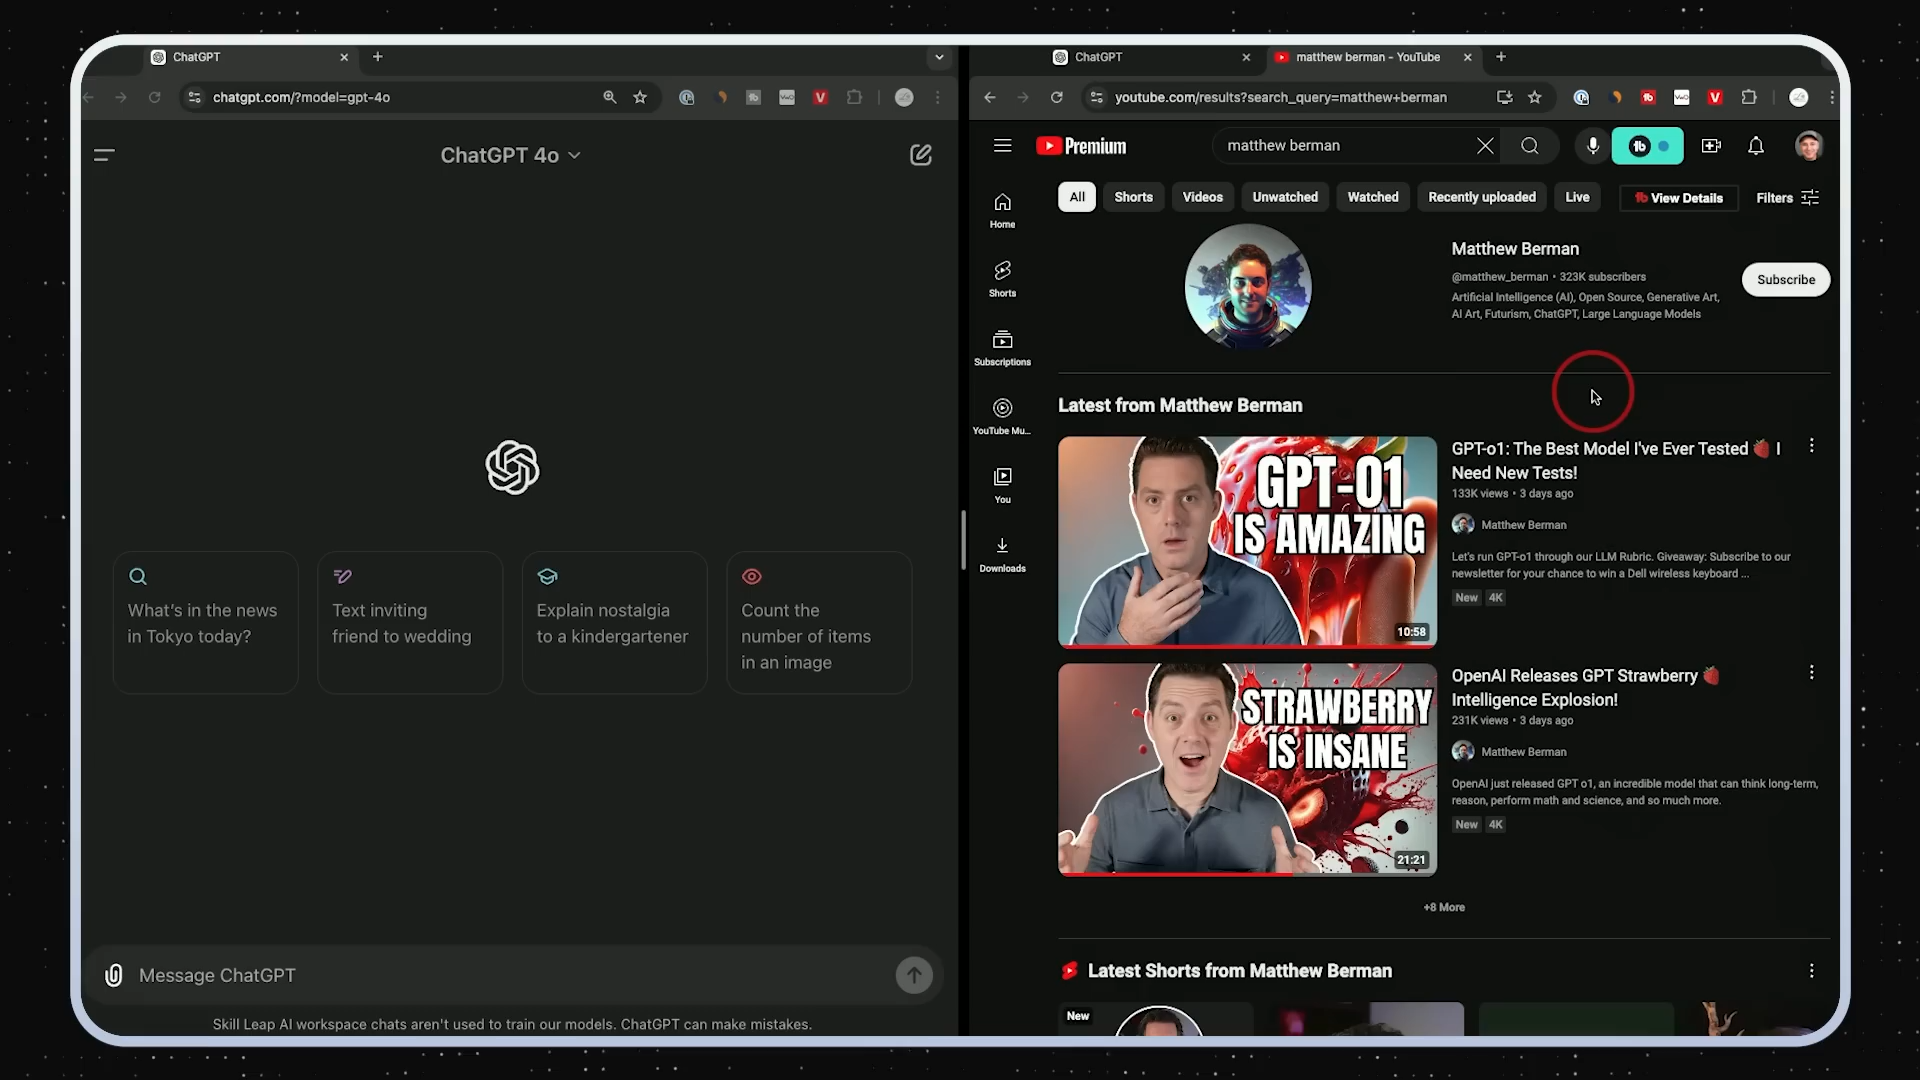 ChatGPT
chatgpt.com/?model=gpt-4o
ChatGPT 4o
What's in the news
in Tokyo today?
Text inviting
friend to wedding
Explain nostalgia
to a kindergartener
Count the
number of items
in an image
Message ChatGPT
Skill Leap AI workspace chats aren't used to train our models. ChatGPT can make mistakes.
ChatGPT
matthew berman - YouTube
youtube.com/results?search_query=matthew+berman
Premium
matthew berman
All
Shorts
Videos
Unwatched
Watched
Recently uploaded
Live
View Details
Filters
Home
Shorts
Subscriptions
YouTube Mu...
You
Downloads
Matthew Berman
@matthew_berman • 323K subscribers
Artificial Intelligence (AI), Open Source, Generative Art,
AI Art, Futurism, ChatGPT, Large Language Models
Subscribe
Latest from Matthew Berman
GPT-01
IS AMAZING
10:58
GPT-o1: The Best Model I've Ever Tested 🍓 I
Need New Tests!
133K views • 3 days ago
Matthew Berman
Let's run GPT-o1 through our LLM Rubric. Giveaway: Subscribe to our
newsletter for your chance to win a Dell wireless keyboard ...
New 4K
STRAWBERRY
IS INSANE
21:21
OpenAI Releases GPT Strawberry 🍓
Intelligence Explosion!
231K views • 3 days ago
Matthew Berman
OpenAI just released GPT o1, an incredible model that can think long-term,
reason, perform math and science, and so much more.
New 4K
+8 More
Latest Shorts from Matthew Berman
New